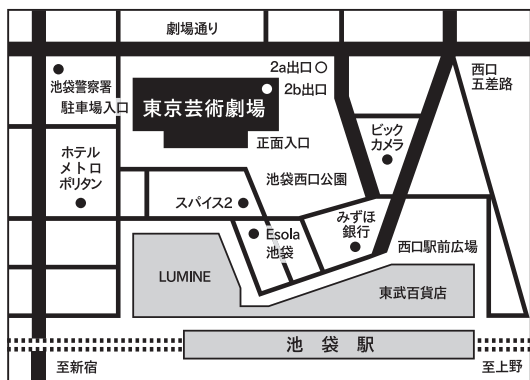 劇場通り
2a出口
2b出口
西口
五差路
池袋警察署
駐車場入口
東京芸術劇場
正面入口
ビック
カメラ
ホテル
メトロ
ポリタン
池袋西口公園
スパイス2
みずほ
銀行
Esola
池袋
西口駅前広場
LUMINE
東武百貨店
池袋駅
至新宿
至上野